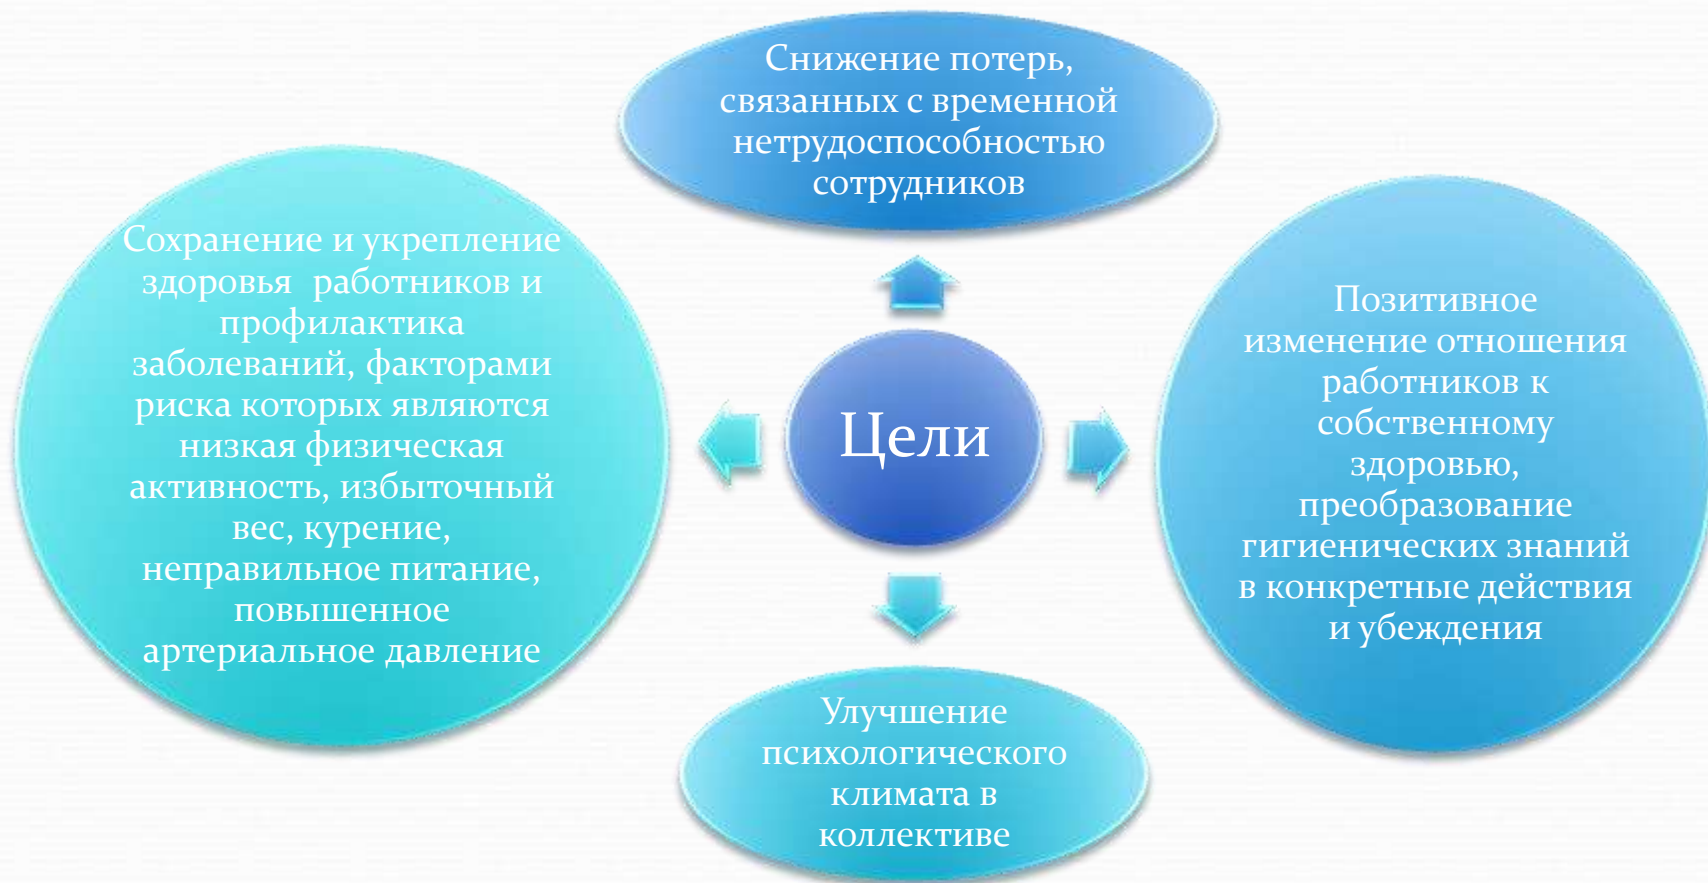 Снижение потерь,
связанных с временной
нетрудоспособностью
сотрудников
Сохранение и укрепление
здоровья работников и
профилактика
заболеваний, факторами
риска которых являются
низкая физическая
активность, избыточный
вес, курение,
неправильное питание,
повышенное
артериальное давление
Цели
Позитивное
изменение отношения
работников к
собственному
здоровью,
преобразование
гигиенических знаний
в конкретные действия
и убеждения
Улучшение
психологического
климата в
коллективе